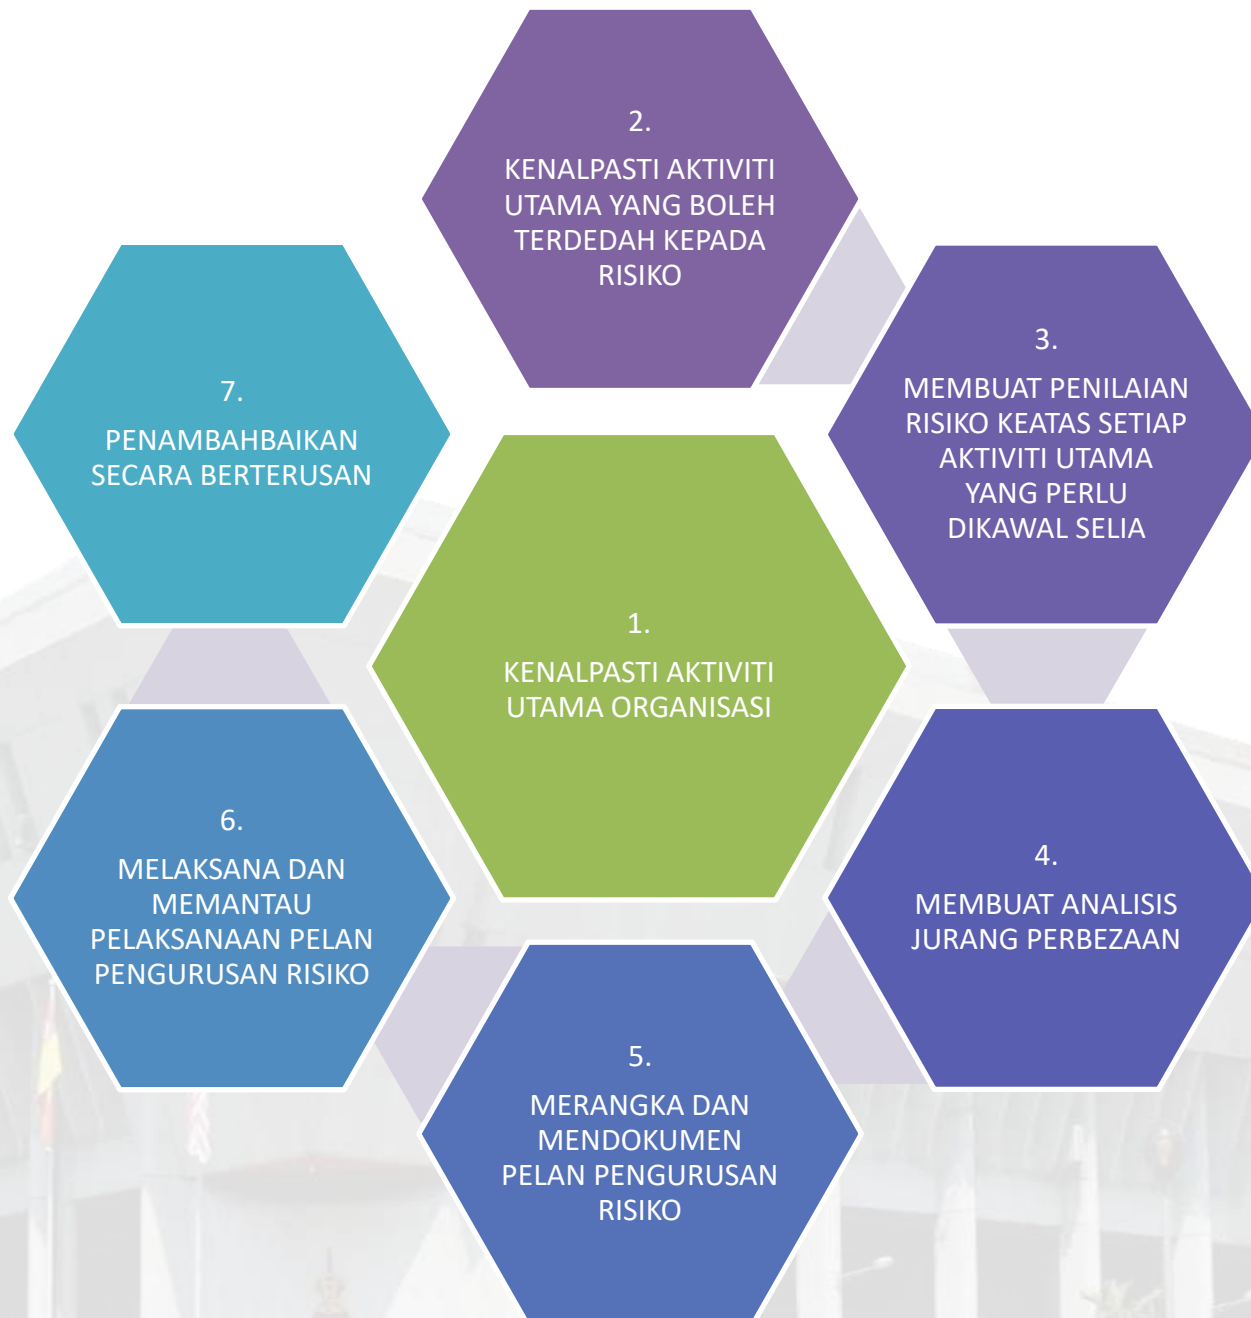 1.
KENALPASTI AKTIVITI
UTAMA ORGANISASI
2.
KENALPASTI AKTIVITI
UTAMA YANG BOLEH
TERDEDAH KEPADA
RISIKO
3.
MEMBUAT PENILAIAN
RISIKO KEATAS SETIAP
AKTIVITI UTAMA
YANG PERLU
DIKAWAL SELIA
4.
MEMBUAT ANALISIS
JURANG PERBEZAAN
5.
MERANGKA DAN
MENDOKUMEN
PELAN PENGURUSAN
RISIKO
6.
MELAKSANA DAN
MEMANTAU
PELAKSANAAN PELAN
PENGURUSAN RISIKO
7.
PENAMBAHBAIKAN
SECARA BERTERUSAN